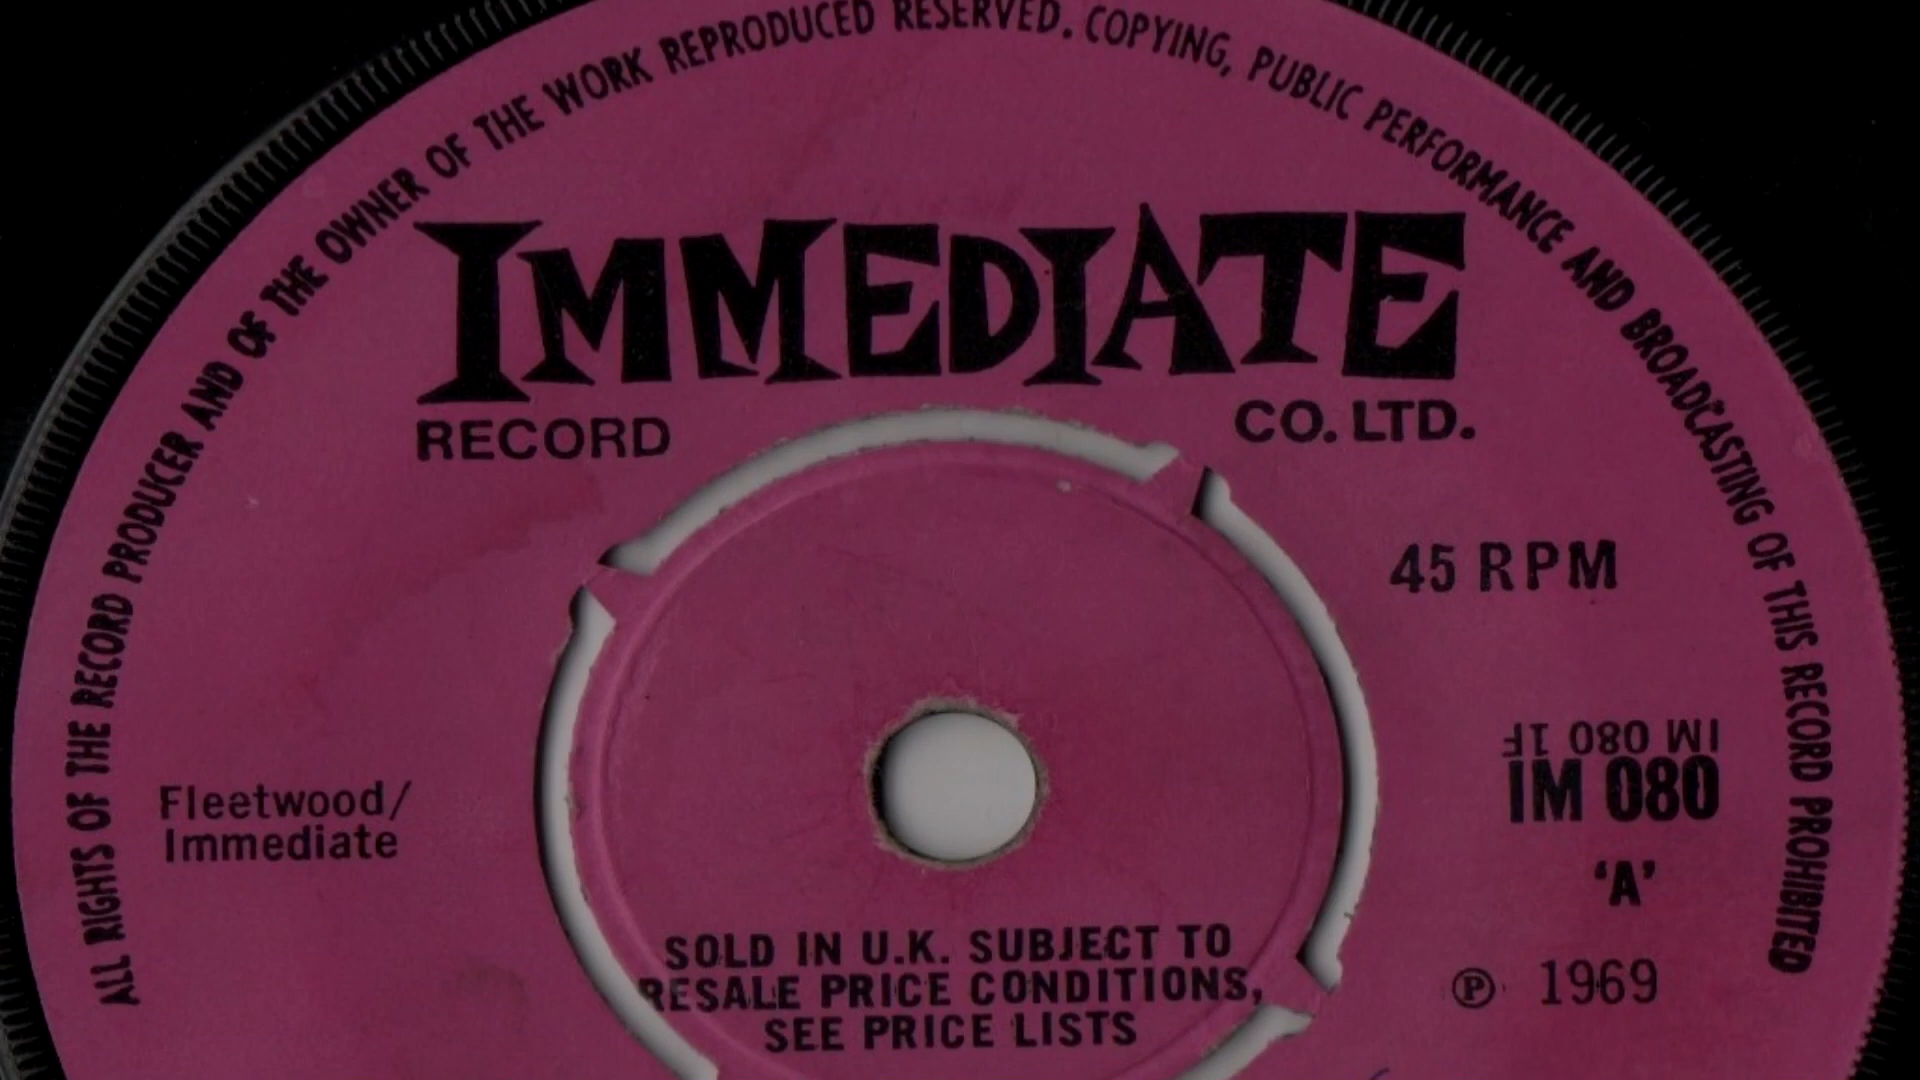 ALL RIGHTS OF THE RECORD PRODUCER AND OF THE OWNER OF THE WORK REPRODUCED RESERVED. COPYING, PUBLIC PERFORMANCE AND BROADCASTING OF THIS RECORD PROHIBITED
IMMEDIATE
RECORD CO. LTD.
45 RPM
IM 080 1F
IM 080
'A'
℗ 1969
Fleetwood/
Immediate
SOLD IN U.K. SUBJECT TO
RESALE PRICE CONDITIONS,
SEE PRICE LISTS